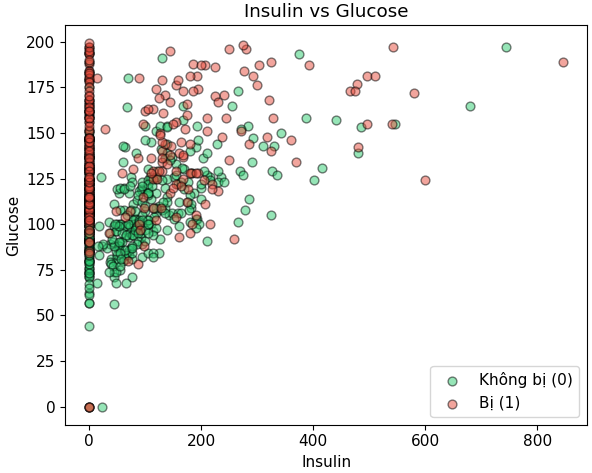 Insulin vs Glucose
Glucose
200
175
150
125
100
75
50
25
0
0 200 400 600 800
Insulin
Không bị (0)
Bị (1)